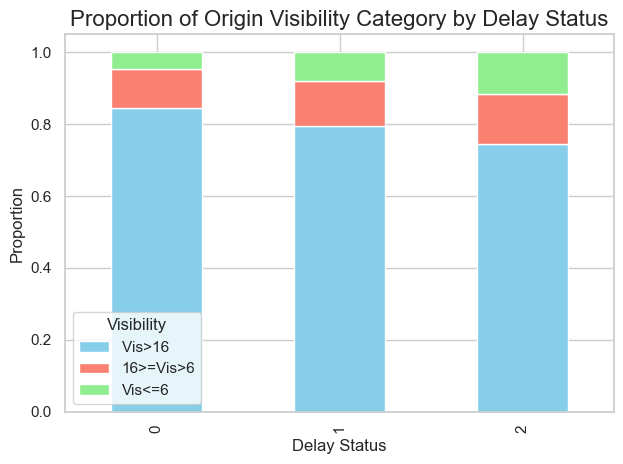 Proportion of Origin Visibility Category by Delay Status
1.0
0.8
0.6
0.4
0.2
0.0
Proportion
Visibility
Vis>16
16>=Vis>6
Vis<=6
0
1
2
Delay Status